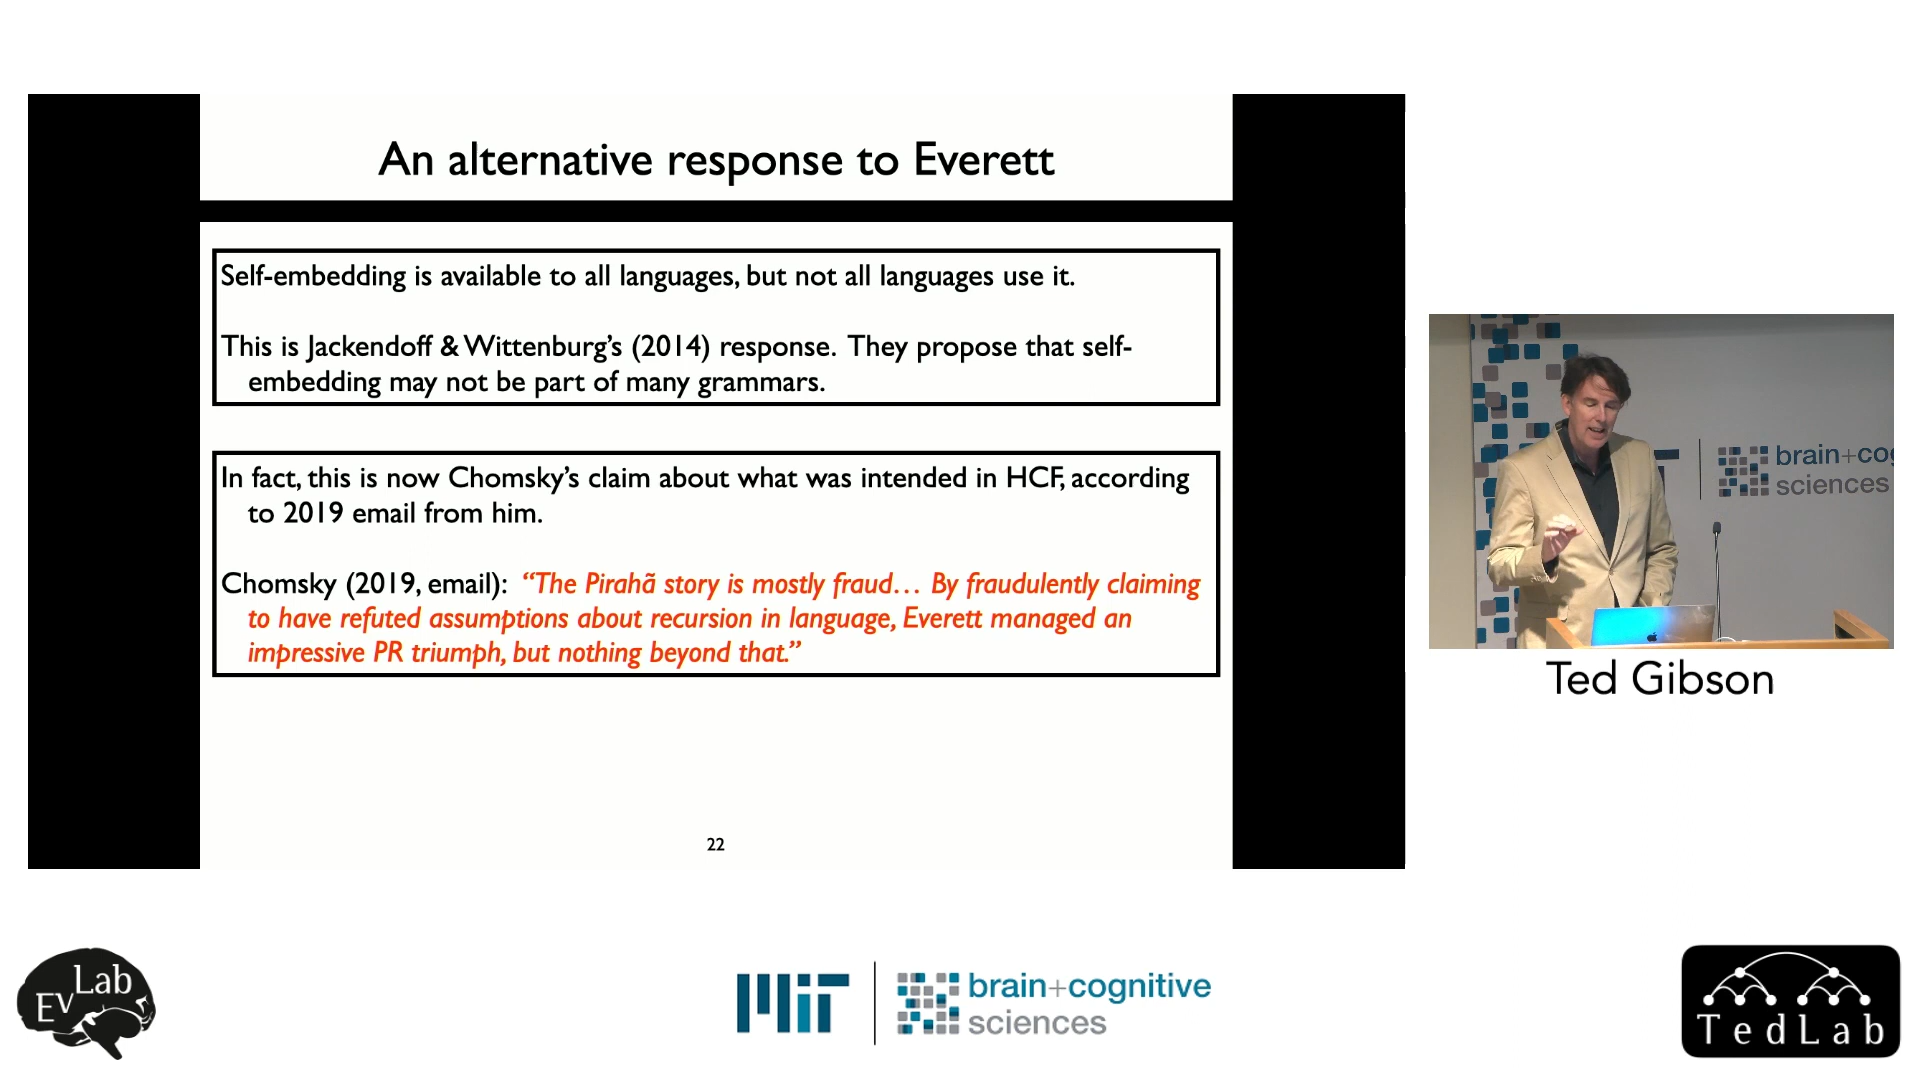 An alternative response to Everett
Self-embedding is available to all languages, but not all languages use it.
This is Jackendoff & Wittenburg’s (2014) response. They propose that self-
embedding may not be part of many grammars.
In fact, this is now Chomsky’s claim about what was intended in HCF, according
to 2019 email from him.
Chomsky (2019, email): “The Pirahã story is mostly fraud… By fraudulently claiming
to have refuted assumptions about recursion in language, Everett managed an
impressive PR triumph, but nothing beyond that.”
22
brain+co
sciences
Ted Gibson
EvLab
MIT
brain+cognitive
sciences
TedLab